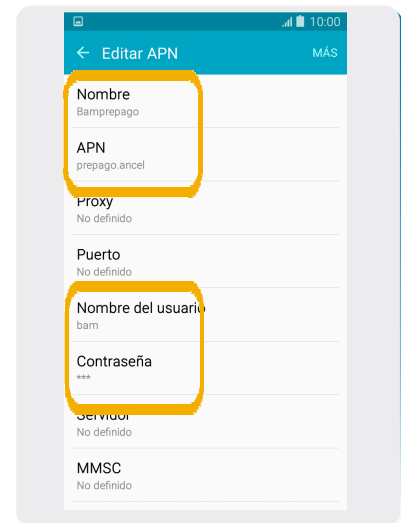 10:00
Editar APN MÁS
Nombre
Bamprepago
APN
prepago.ancel
Proxy
No definido
Puerto
No definido
Nombre del usuario
bam
Contraseña
***
Servidor
No definido
MMSC
No definido